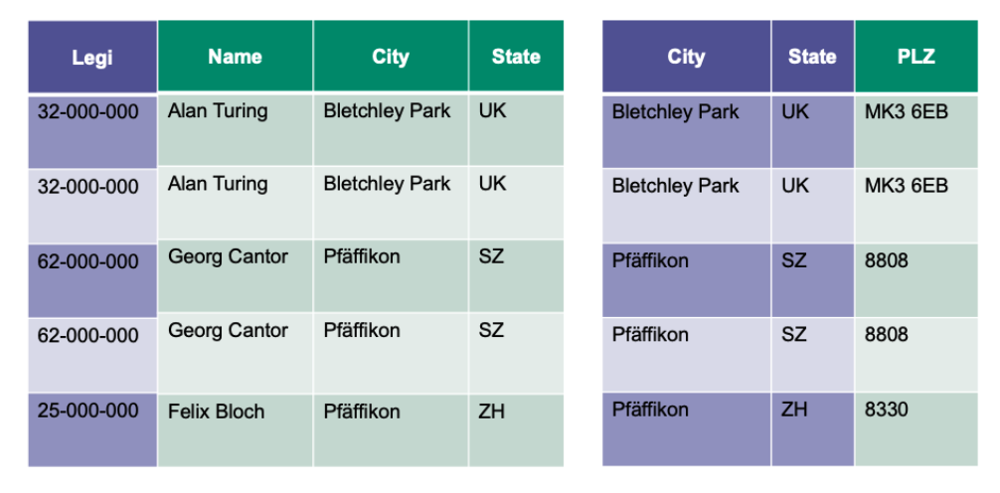 Legi Name City State
32-000-000 Alan Turing Bletchley Park UK
32-000-000 Alan Turing Bletchley Park UK
62-000-000 Georg Cantor Pfäffikon SZ
62-000-000 Georg Cantor Pfäffikon SZ
25-000-000 Felix Bloch Pfäffikon ZH
City State PLZ
Bletchley Park UK MK3 6EB
Bletchley Park UK MK3 6EB
Pfäffikon SZ 8808
Pfäffikon SZ 8808
Pfäffikon ZH 8330